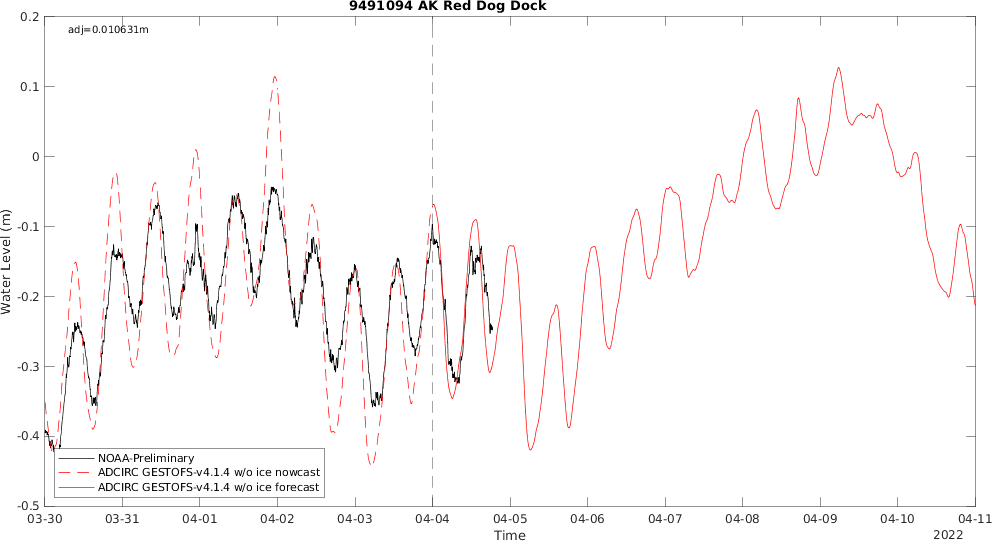 9491094 AK Red Dog Dock
adj=0.010631m
0.2
0.1
0
-0.1
-0.2
-0.3
-0.4
-0.5
Water Level (m)
NOAA-Preliminary
ADCIRC GESTOFS-v4.1.4 w/o ice nowcast
ADCIRC GESTOFS-v4.1.4 w/o ice forecast
03-30 03-31 04-01 04-02 04-03 04-04 04-05 04-06 04-07 04-08 04-09 04-10 04-11
Time
2022